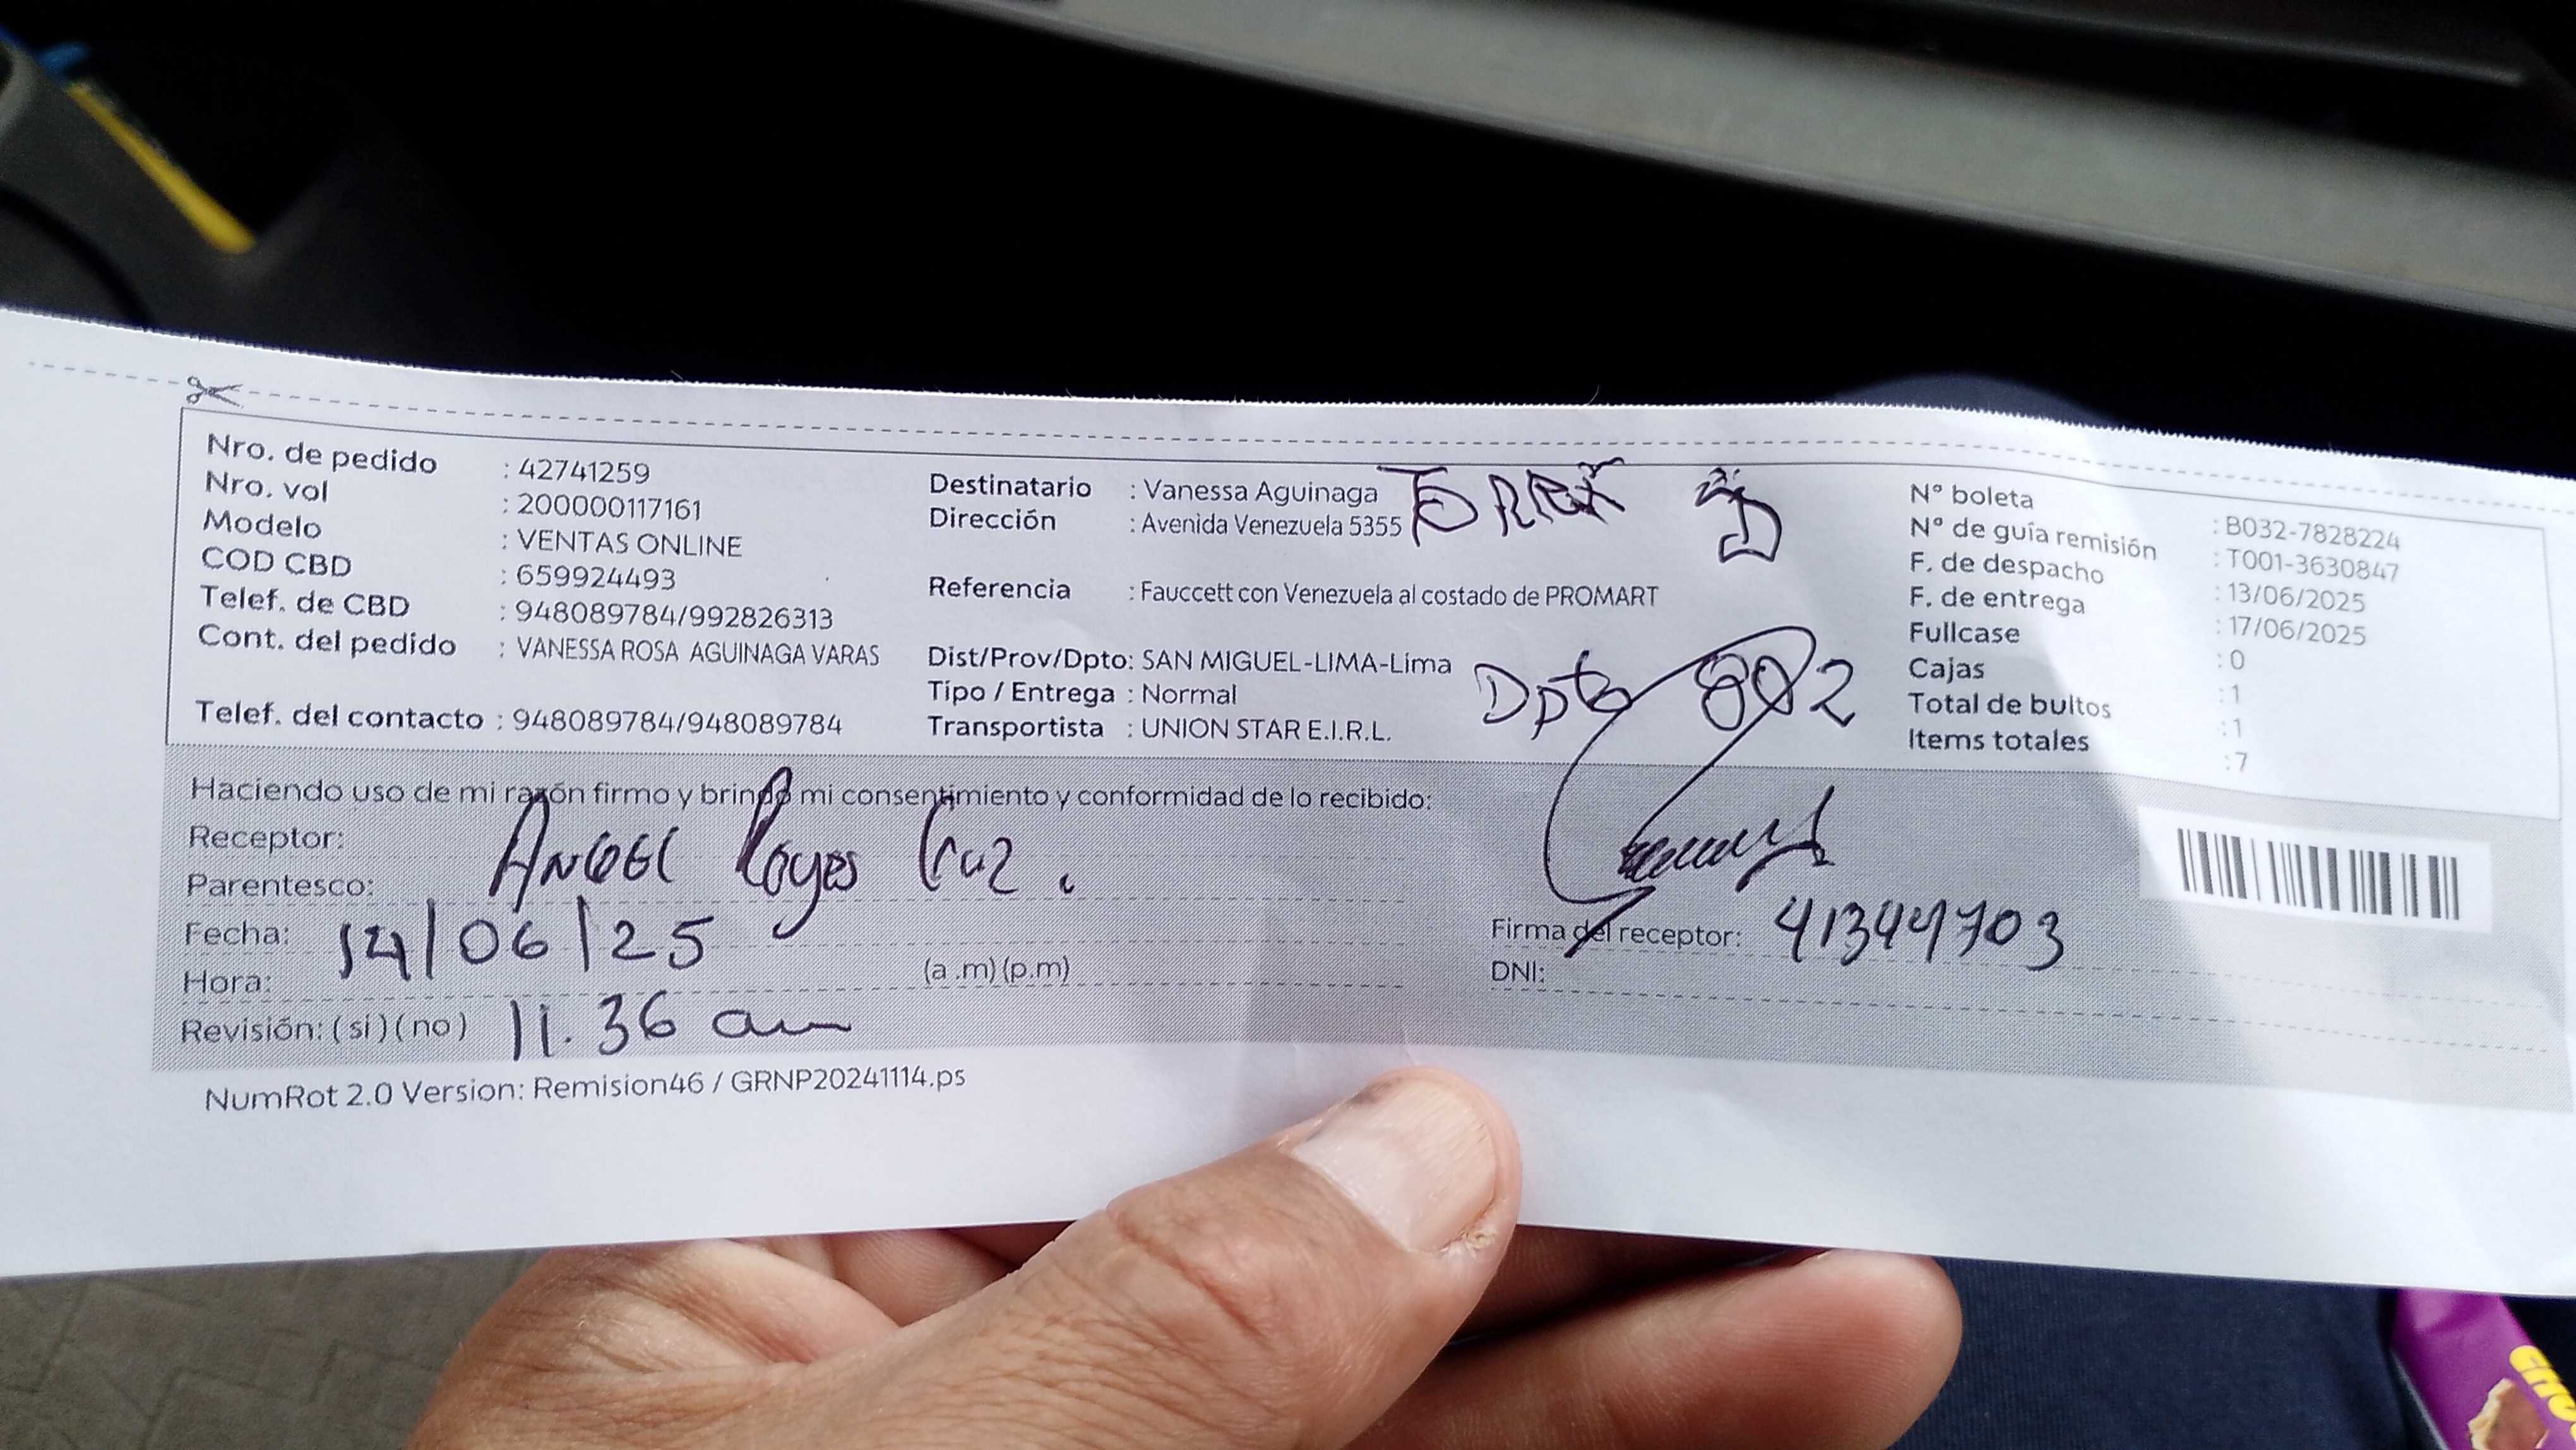 Nro. de pedido : 42741259
Nro. vol : 200000117161
Modelo : VENTAS ONLINE
COD CBD : 659924493
Telef. de CBD : 948089784/992826313
Cont. del pedido : VANESSA ROSA AGUINAGA VARAS
Telef. del contacto : 948089784/948089784
Destinatario : Vanessa Aguinaga
Dirección : Avenida Venezuela 5355
D
Referencia : Fauccett con Venezuela al costado de PROMART
Dist/Prov/Dpto: SAN MIGUEL-LIMA-Lima
Tipo / Entrega : Normal
Transportista : UNION STAR E.I.R.L.
Dpto 802
N° boleta : B032-7828224
N° de guía remisión : T001-3630847
F. de despacho : 13/06/2025
F. de entrega : 17/06/2025
Fullcase : 0
Cajas : 1
Total de bultos : 1
Items totales : 7
Haciendo uso de mi razón firmo y brindo mi consentimiento y conformidad de lo recibido:
Receptor:
Angel Reyes Cruz.
Parentesco:
Fecha: 14/06/25
Hora: (a .m) (p.m)
Revisión: (si) (no) 11.36 am
Firma del receptor: 41344703
DNI:
NumRot 2.0 Version: Remision46 / GRNP20241114.ps